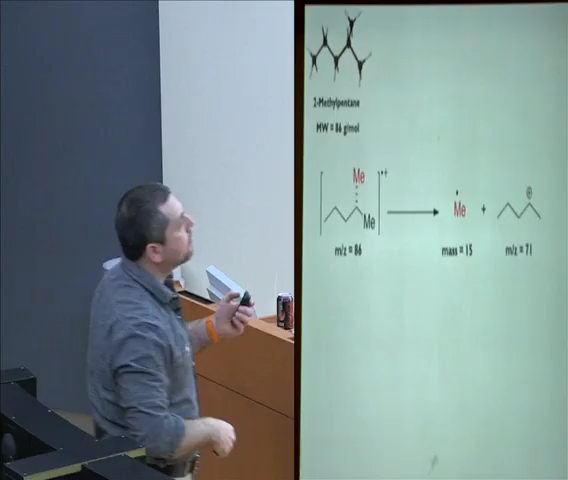 2-Methylpentane
MW = 86 g/mol
Me
•+
Me
• Me + ⊕
m/z = 86
mass = 15
m/z = 71